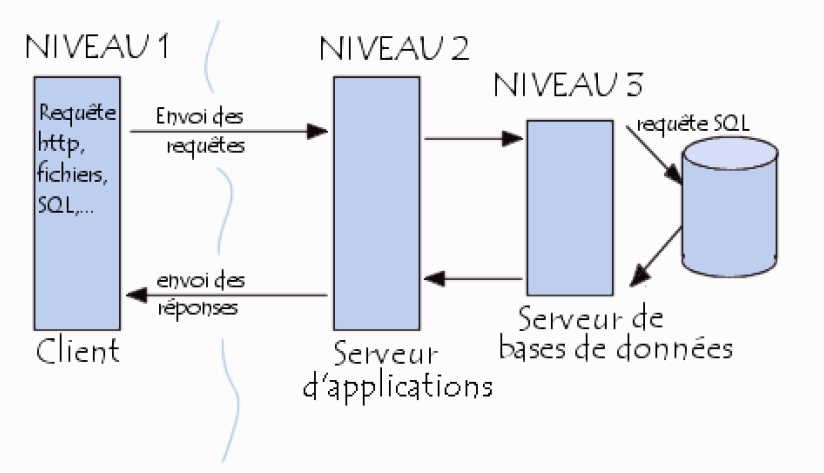 NIVEAU 1
NIVEAU 2
NIVEAU 3
Requête
http,
fichiers,
SQL,...
Envoi des
requêtes
requête SQL
envoi des
réponses
Client
Serveur
d'applications
Serveur de
bases de données